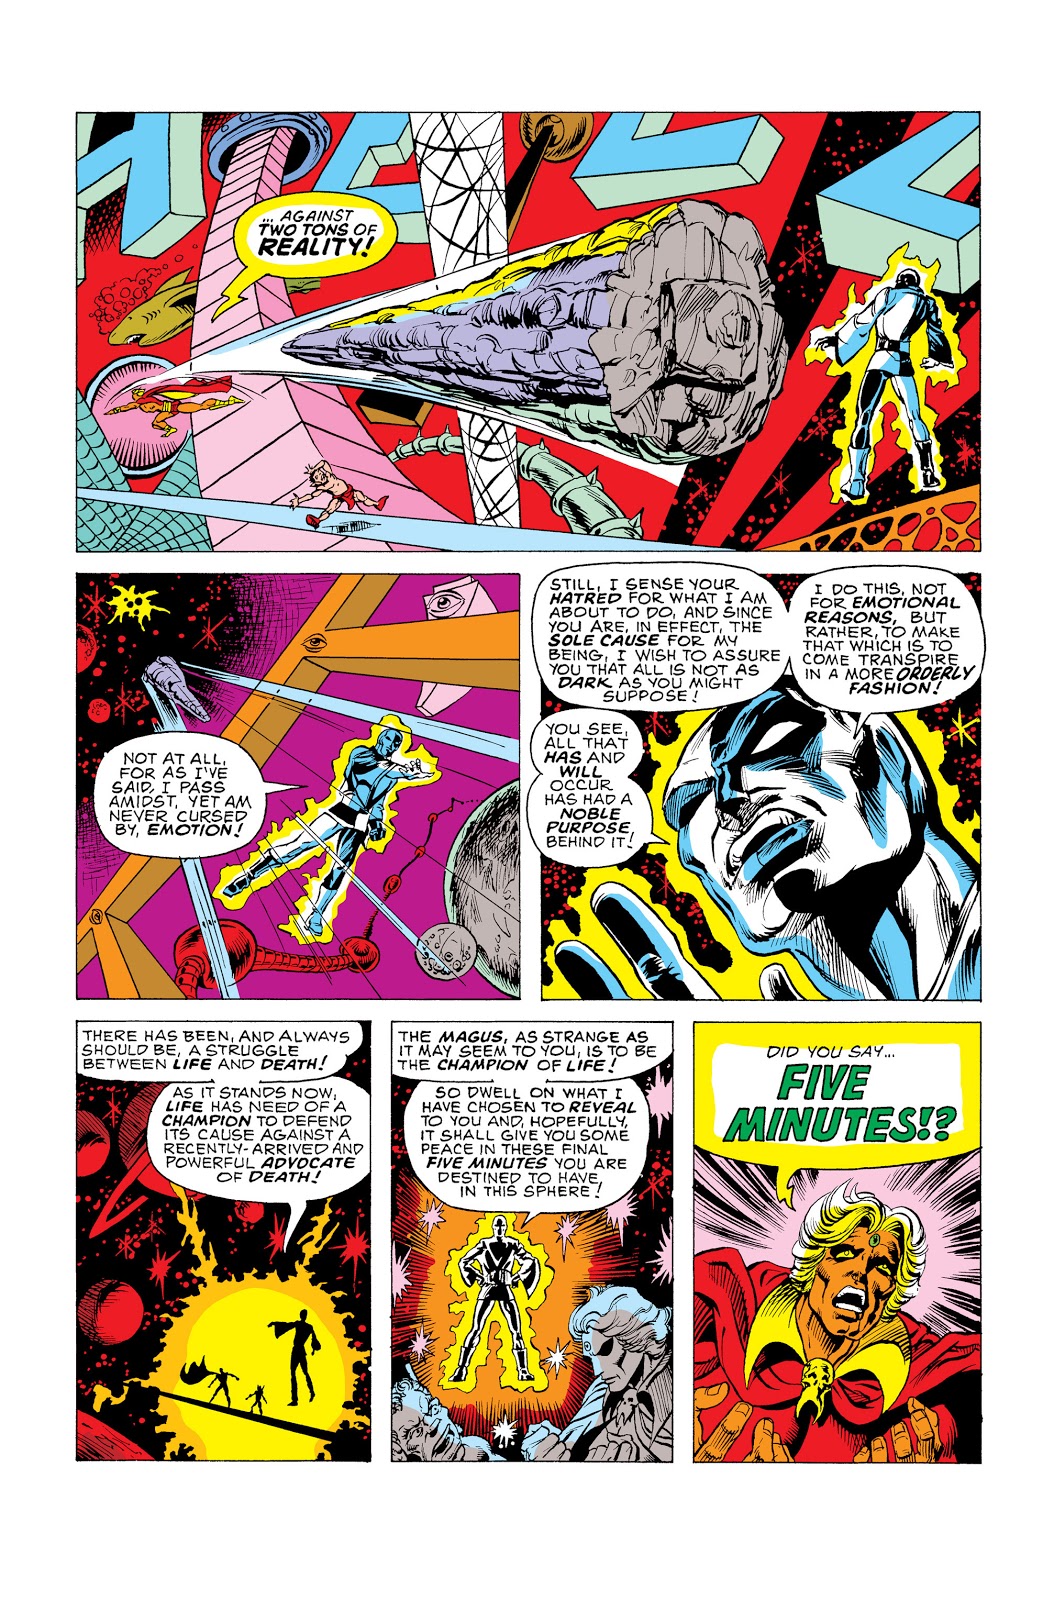 ... AGAINST
TWO TONS OF
REALITY!
NOT AT ALL,
FOR AS I'VE
SAID, I PASS
AMIDST, YET AM
NEVER CURSED
BY, EMOTION!
STILL, I SENSE YOUR
HATRED FOR WHAT I AM
ABOUT TO DO, AND SINCE
YOU ARE, IN EFFECT, THE
SOLE CAUSE FOR MY
BEING, I WISH TO ASSURE
YOU THAT ALL IS NOT AS
DARK AS YOU MIGHT
SUPPOSE!
I DO THIS, NOT
FOR EMOTIONAL
REASONS, BUT
RATHER, TO MAKE
THAT WHICH IS TO
COME TRANSPIRE
IN A MORE ORDERLY
FASHION!
YOU SEE,
ALL THAT
HAS AND
WILL
OCCUR
HAS HAD A
NOBLE
PURPOSE
BEHIND IT!
THERE HAS BEEN, AND ALWAYS
SHOULD BE, A STRUGGLE
BETWEEN LIFE AND DEATH!
AS IT STANDS NOW,
LIFE HAS NEED OF A
CHAMPION TO DEFEND
ITS CAUSE AGAINST A
RECENTLY-ARRIVED AND
POWERFUL ADVOCATE
OF DEATH!
THE MAGUS, AS STRANGE AS
IT MAY SEEM TO YOU, IS TO BE
THE CHAMPION OF LIFE!
SO DWELL ON WHAT I
HAVE CHOSEN TO REVEAL
TO YOU AND, HOPEFULLY,
IT SHALL GIVE YOU SOME
PEACE IN THESE FINAL
FIVE MINUTES YOU ARE
DESTINED TO HAVE,
IN THIS SPHERE!
DID YOU SAY...
FIVE
MINUTES!?